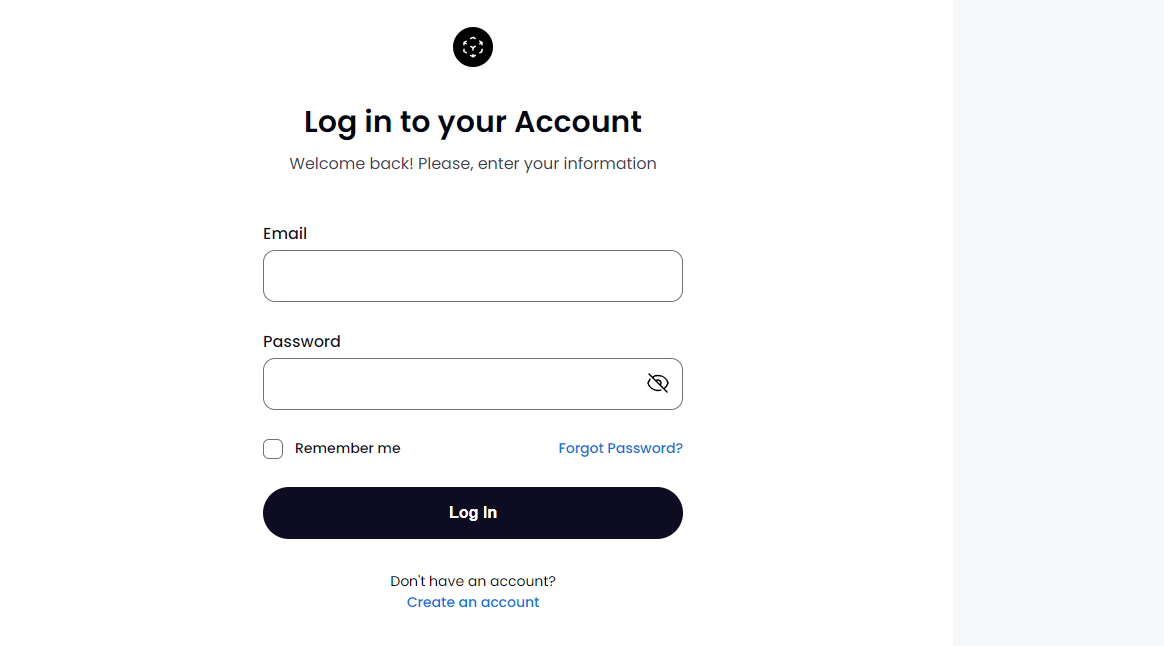 Log in to your Account
Welcome back! Please, enter your information
Email
Password
Remember me
Forgot Password?
Log In
Don't have an account?
Create an account